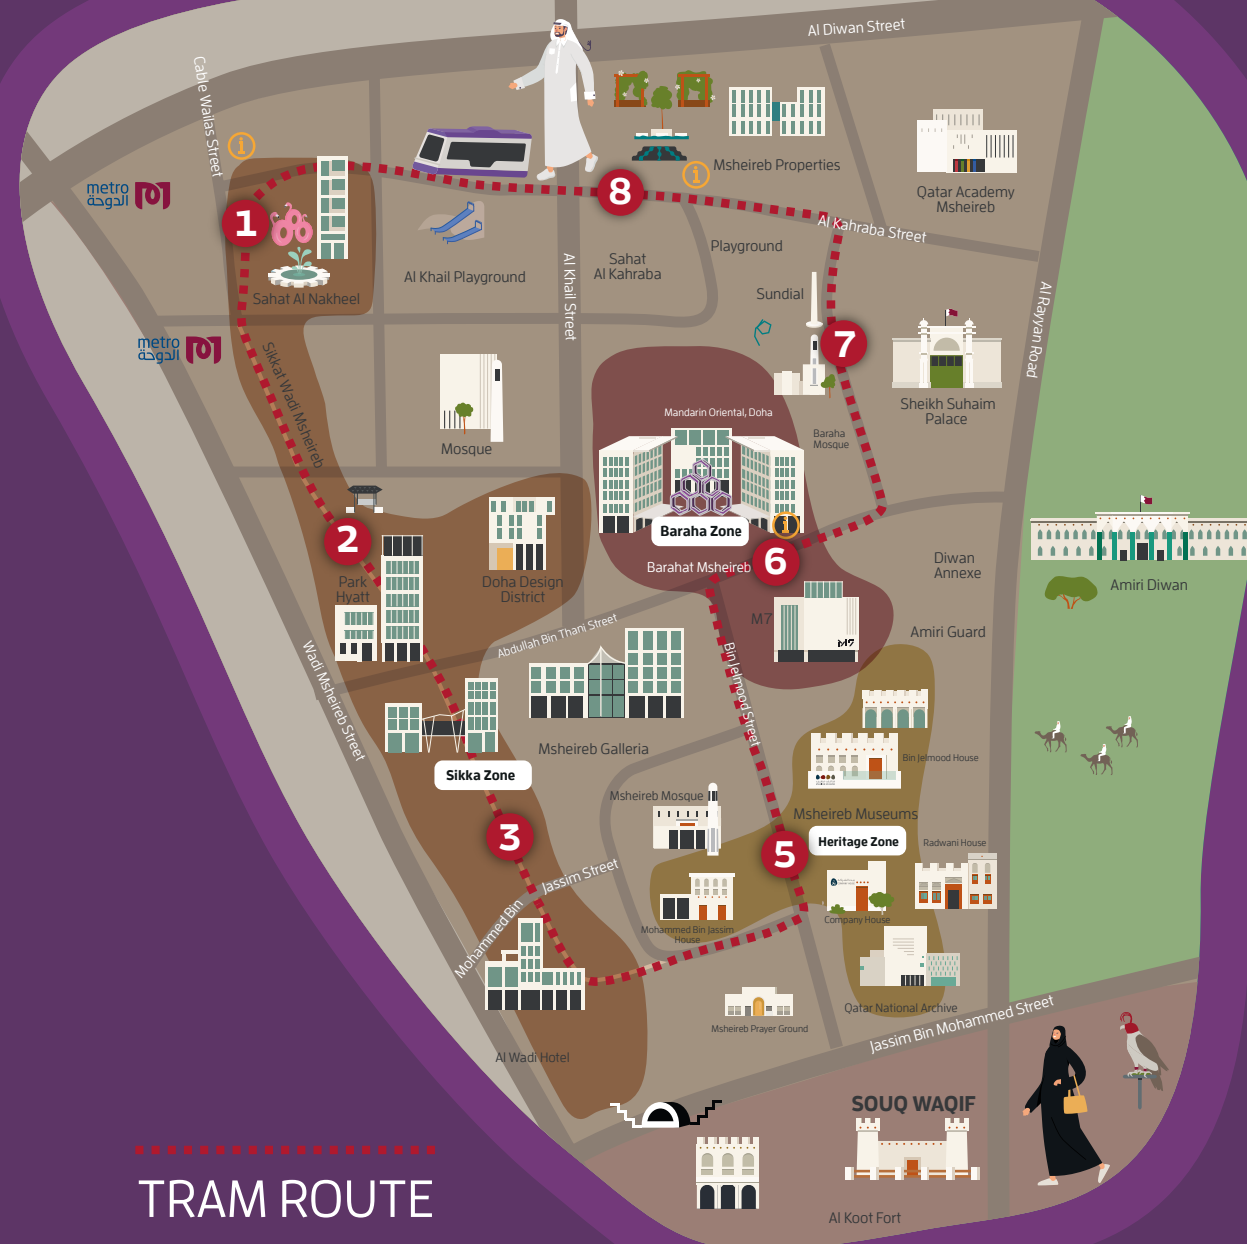 Al Diwan Street
Cable Wailas Street
i
metro
الدوحة
1
8
i
Msheireb Properties
Qatar Academy
Msheireb
Al Kahraba Street
Playground
Sahat
Al Kahraba
Al Khail Playground
Al Khail Street
Sahat Al Nakheel
Sundial
Al Rayyan Road
metro
الدوحة
Sikkat Wadi Msheireb
7
Sheikh Suhaim
Palace
Mandarin Oriental, Doha
Baraha
Mosque
Mosque
2
Park
Hyatt
Doha Design
District
Baraha Zone
i
Barahat Msheireb
6
Diwan
Annexe
Amiri Diwan
M7
M7
Amiri Guard
Abdullah Bin Thani Street
Wadi Msheireb Street
Bin Jelmood Street
Msheireb Galleria
Bin Jelmood House
Sikka Zone
Msheireb Mosque
Msheireb Museums
3
5
Heritage Zone
Radwani House
Mohammed Bin
Jassim Street
Mohammed Bin Jassim
House
Company House
Qatar National Archive
Msheireb Prayer Ground
Jassim Bin Mohammed Street
Al Wadi Hotel
SOUQ WAQIF
Al Koot Fort
TRAM ROUTE